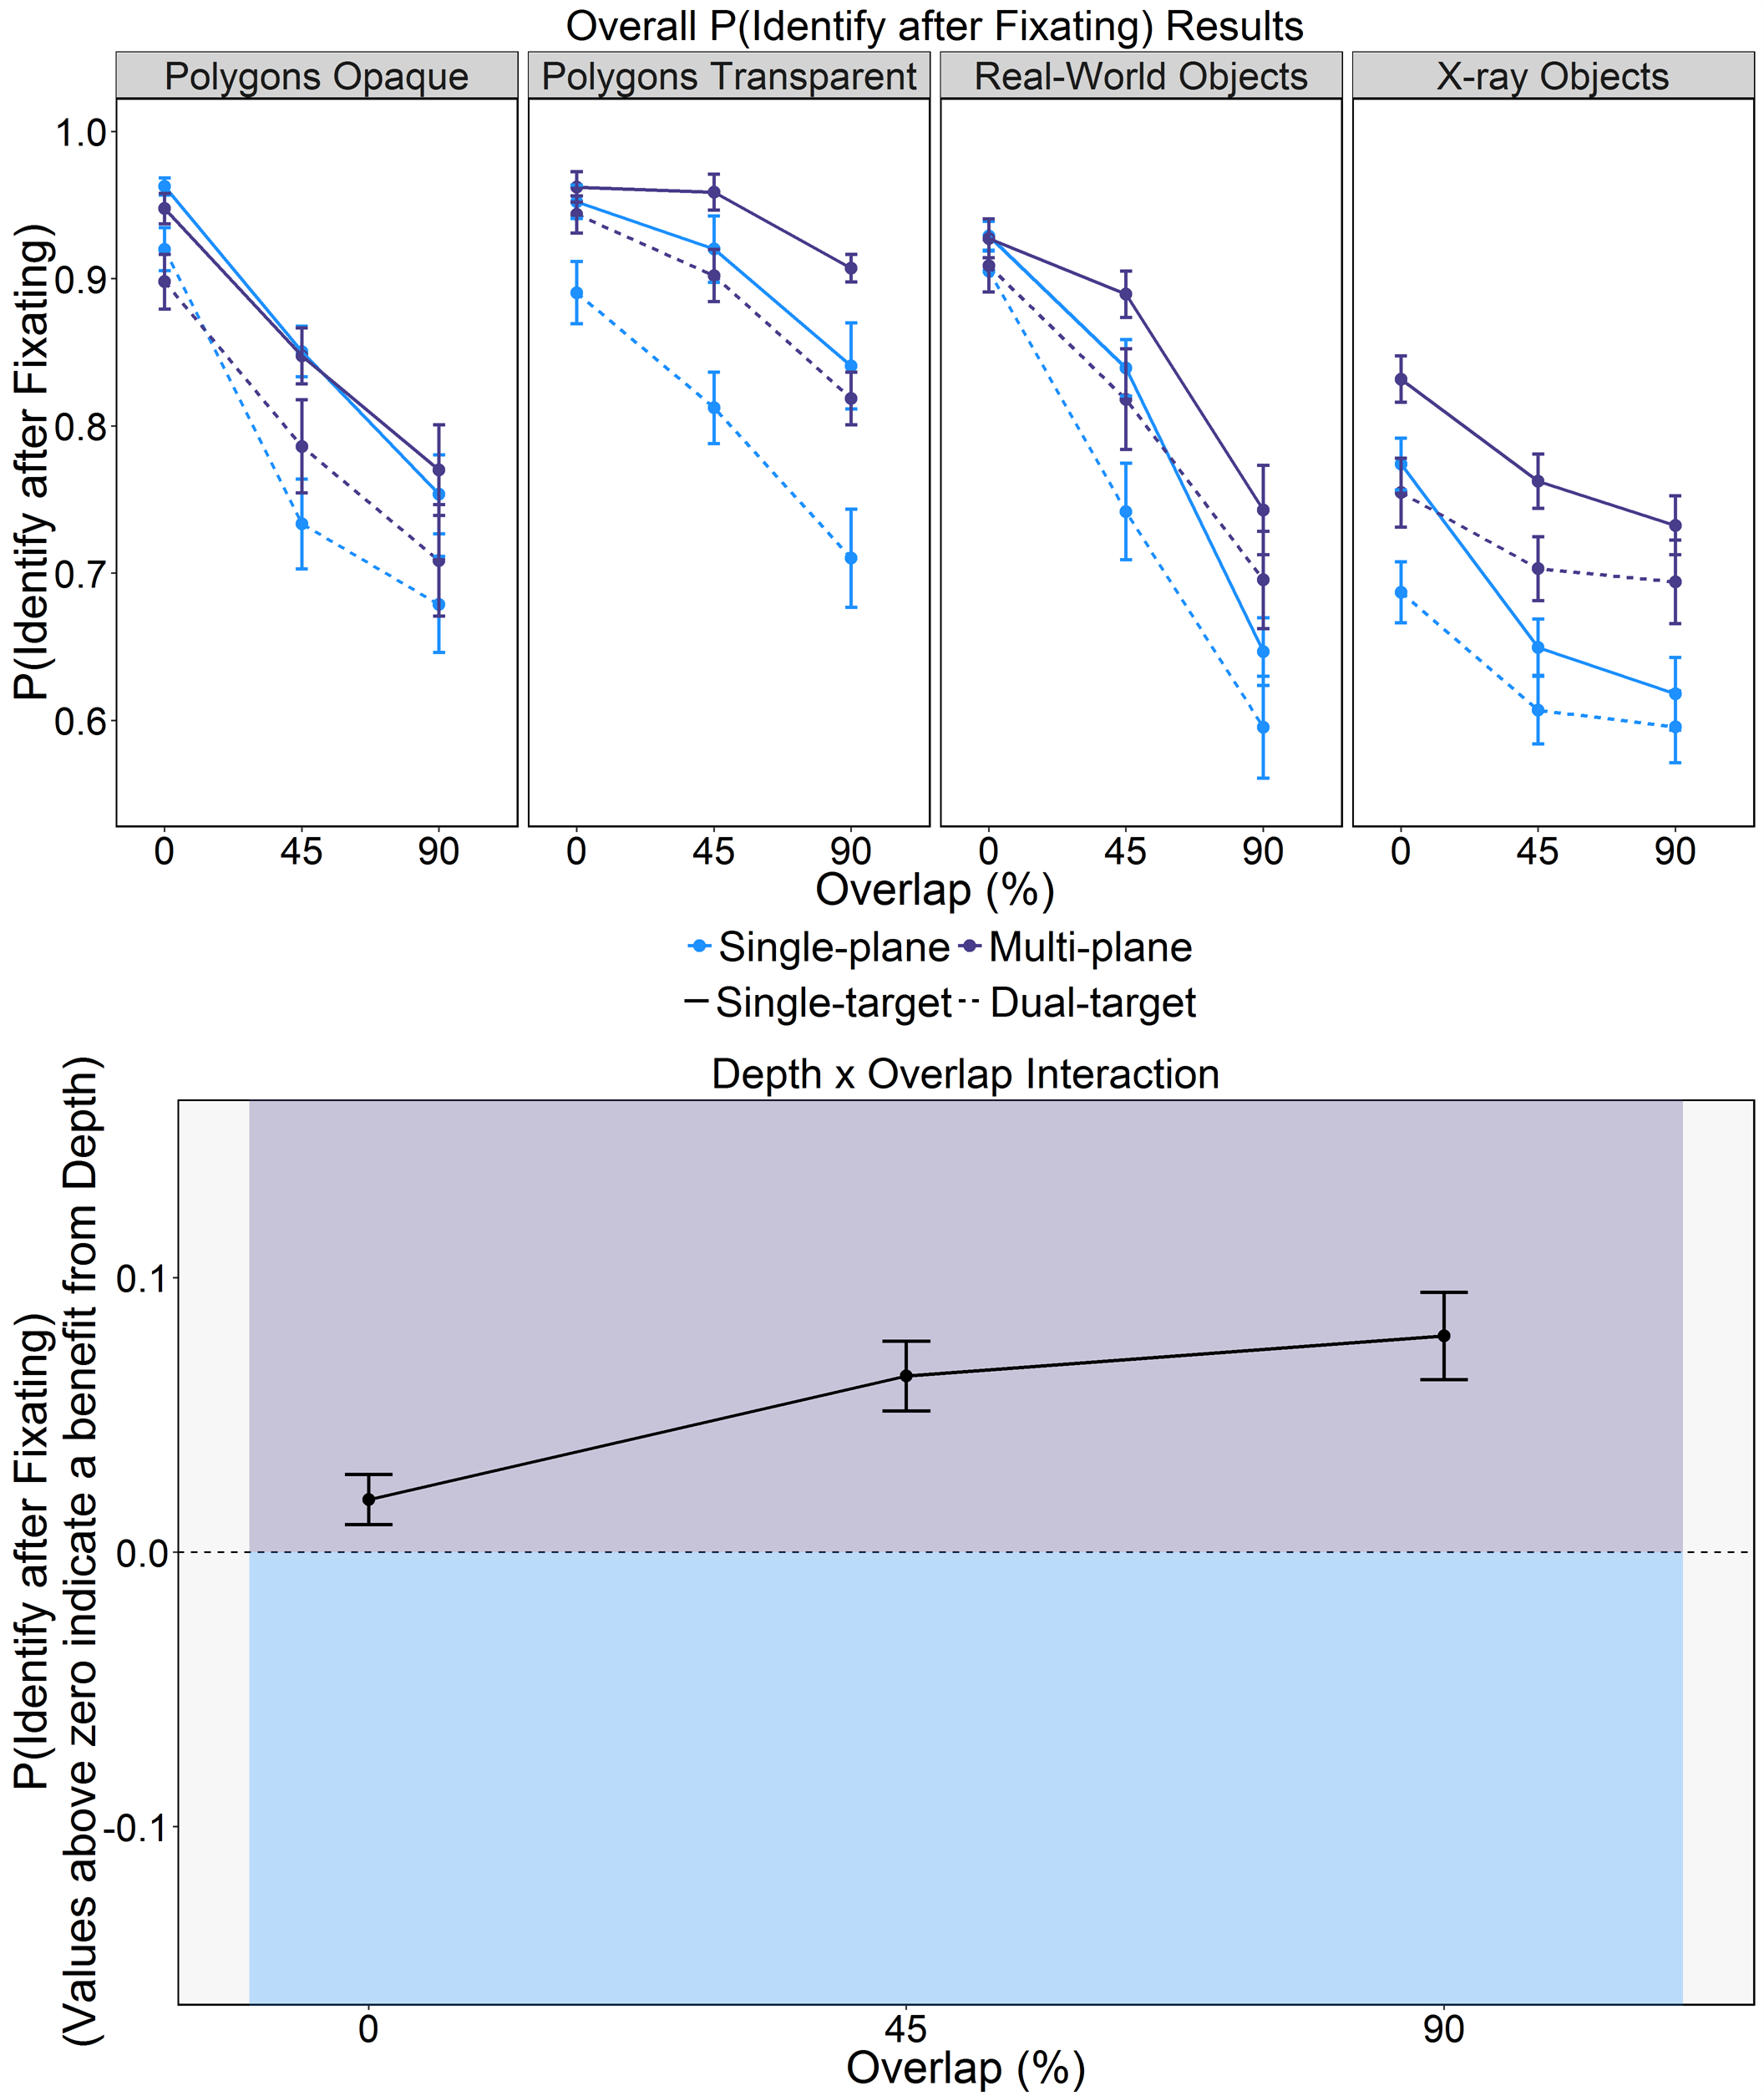 Overall P(Identify after Fixating) Results
Polygons Opaque
Polygons Transparent
Real-World Objects
X-ray Objects
P(Identify after Fixating)
1.0
0.9
0.8
0.7
0.6
0 45 90
0 45 90
0 45 90
0 45 90
Overlap (%)
Single-plane Multi-plane
Single-target Dual-target
Depth x Overlap Interaction
P(Identify after Fixating)
(Values above zero indicate a benefit from Depth)
0.1
0.0
-0.1
0 45 90
Overlap (%)